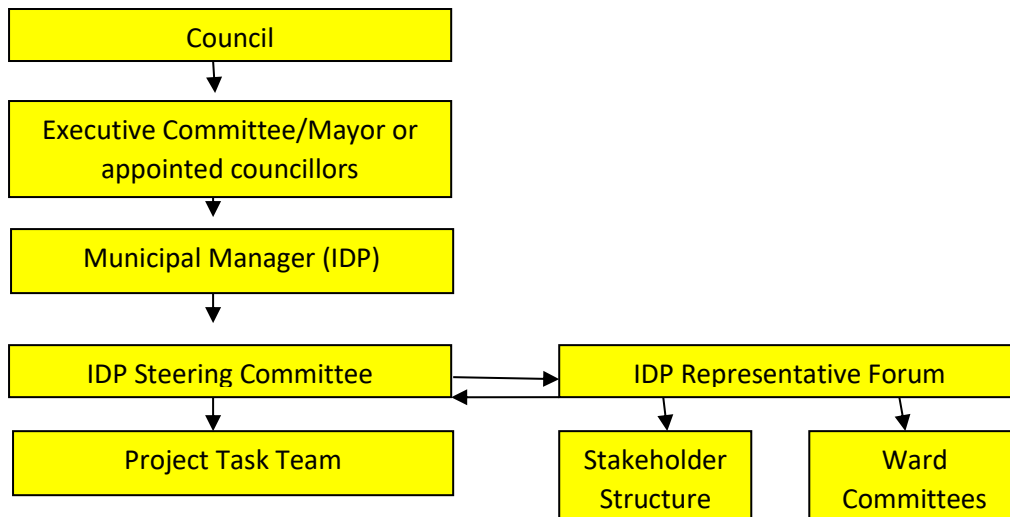 Council
Executive Committee/Mayor or
appointed councillors
Municipal Manager (IDP)
IDP Steering Committee
IDP Representative Forum
Project Task Team
Stakeholder
Structure
Ward
Committees